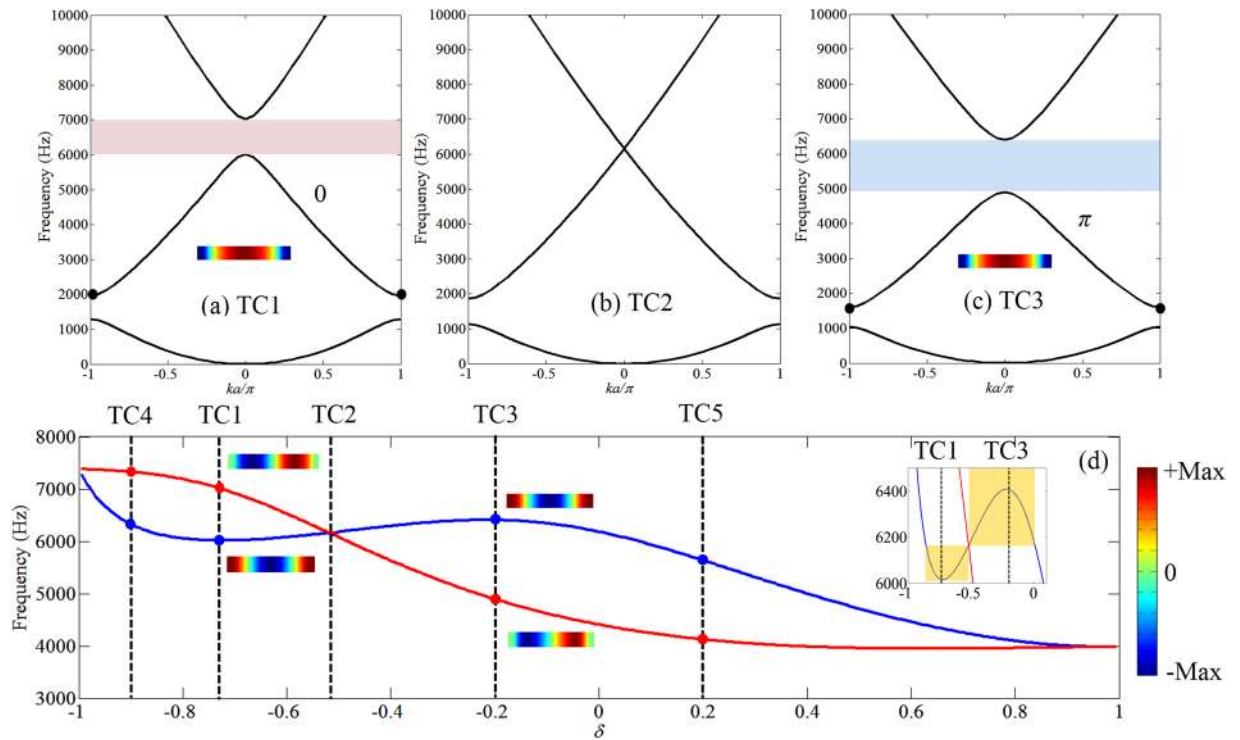 10000 9000 8000 7000 6000 5000 4000 3000 2000 1000 0
Frequency (Hz)
0
(a) TC1
-1 -0.5 0 0.5 1
ka/π
10000 9000 8000 7000 6000 5000 4000 3000 2000 1000 0
Frequency (Hz)
(b) TC2
-1 -0.5 0 0.5 1
ka/π
10000 9000 8000 7000 6000 5000 4000 3000 2000 1000 0
Frequency (Hz)
π
(c) TC3
-1 -0.5 0 0.5 1
ka/π
TC4 TC1 TC2 TC3 TC5
8000 7000 6000 5000 4000 3000
Frequency (Hz)
TC1 TC3
6400 6200 6000
-1 -0.5 0
(d)
+Max
0
-Max
-1 -0.8 -0.6 -0.4 -0.2 0 0.2 0.4 0.6 0.8 1
δ